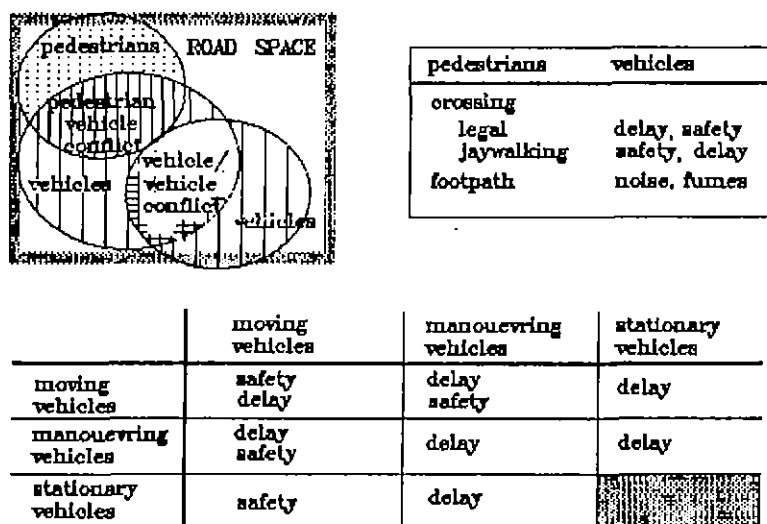 pedestrians ROAD SPACE
pedestrian
vehicle
conflict
vehicle/
vehicle
conflict
vehicles
vehicles
pedestrians vehicles
crossing
legal delay, safety
jaywalking safety, delay
footpath noise, fumes
moving vehicles manouevring vehicles stationary vehicles
moving vehicles safety delay delay safety delay
manouevring vehicles delay safety delay delay
stationary vehicles safety delay